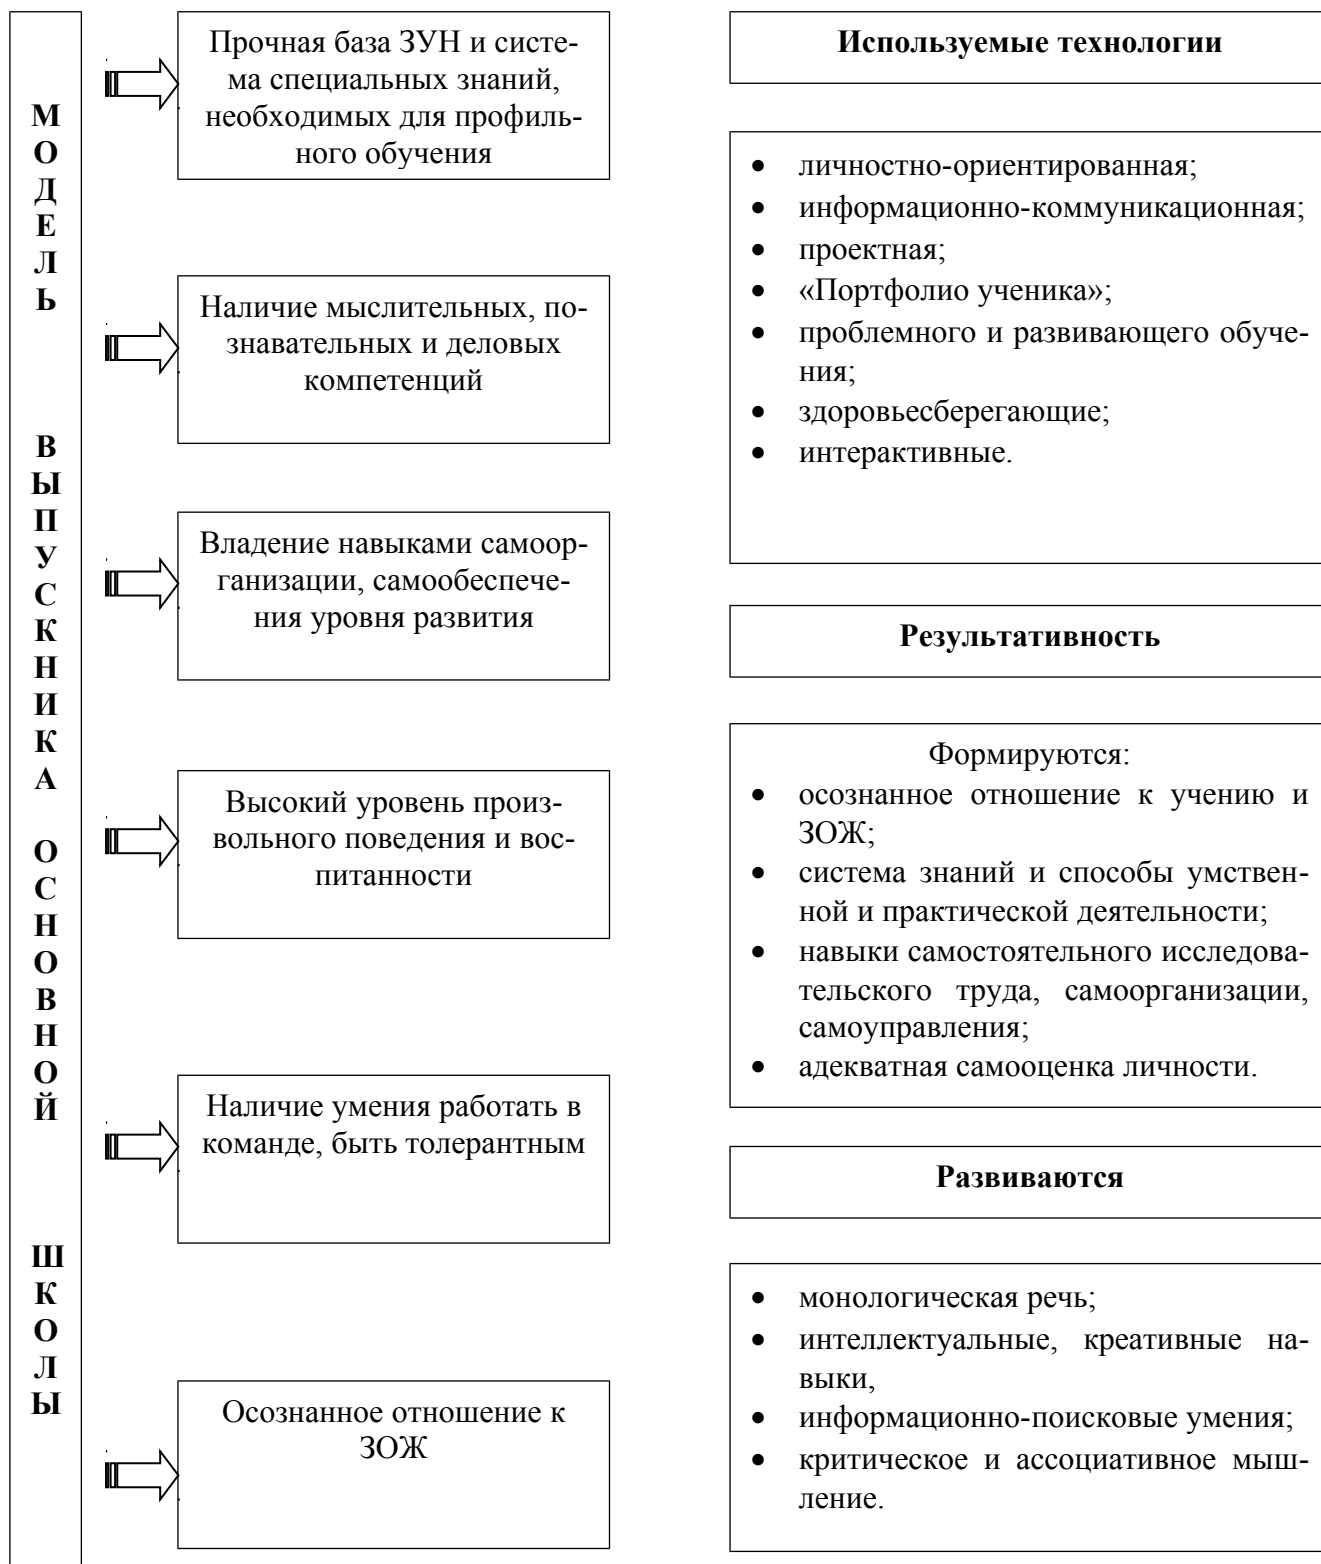 МОДЕЛЬ ВЫПУСКНИКА ОСНОВНОЙ ШКОЛЫ
Прочная база ЗУН и систе-
ма специальных знаний,
необходимых для профиль-
ного обучения
Наличие мыслительных, по-
знавательных и деловых
компетенций
Владение навыками самоор-
ганизации, самообеспече-
ния уровня развития
Высокий уровень произ-
вольного поведения и вос-
питанности
Наличие умения работать в
команде, быть толерантным
Осознанное отношение к
ЗОЖ
Используемые технологии
• личностно-ориентированная;
• информационно-коммуникационная;
• проектная;
• «Портфолио ученика»;
• проблемного и развивающего обуче-
ния;
• здоровьесберегающие;
• интерактивные.
Результативность
Формируются:
• осознанное отношение к учению и
ЗОЖ;
• система знаний и способы умствен-
ной и практической деятельности;
• навыки самостоятельного исследова-
тельского труда, самоорганизации,
самоуправления;
• адекватная самооценка личности.
Развиваются
• монологическая речь;
• интеллектуальные, креативные на-
выки,
• информационно-поисковые умения;
• критическое и ассоциативное мыш-
ление.